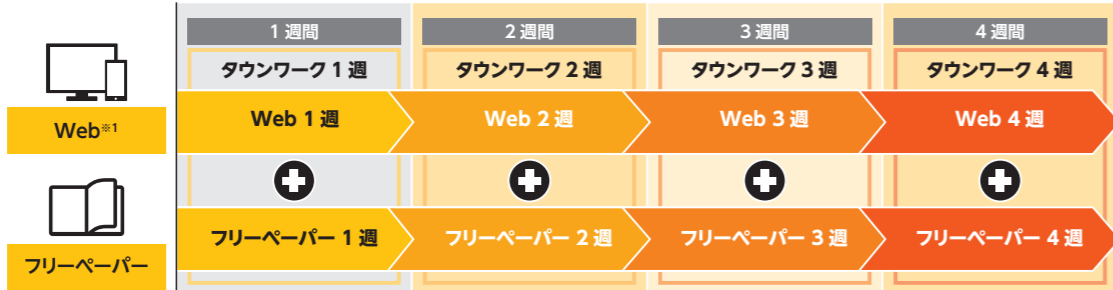 1 週間 2 週間 3 週間 4 週間
タウンワーク 1 週 タウンワーク 2 週 タウンワーク 3 週 タウンワーク 4 週
Web※1 Web 1 週 Web 2 週 Web 3 週 Web 4 週
フリーペーパー 1 週 フリーペーパー 2 週 フリーペーパー 3 週 フリーペーパー 4 週
フリーペーパー